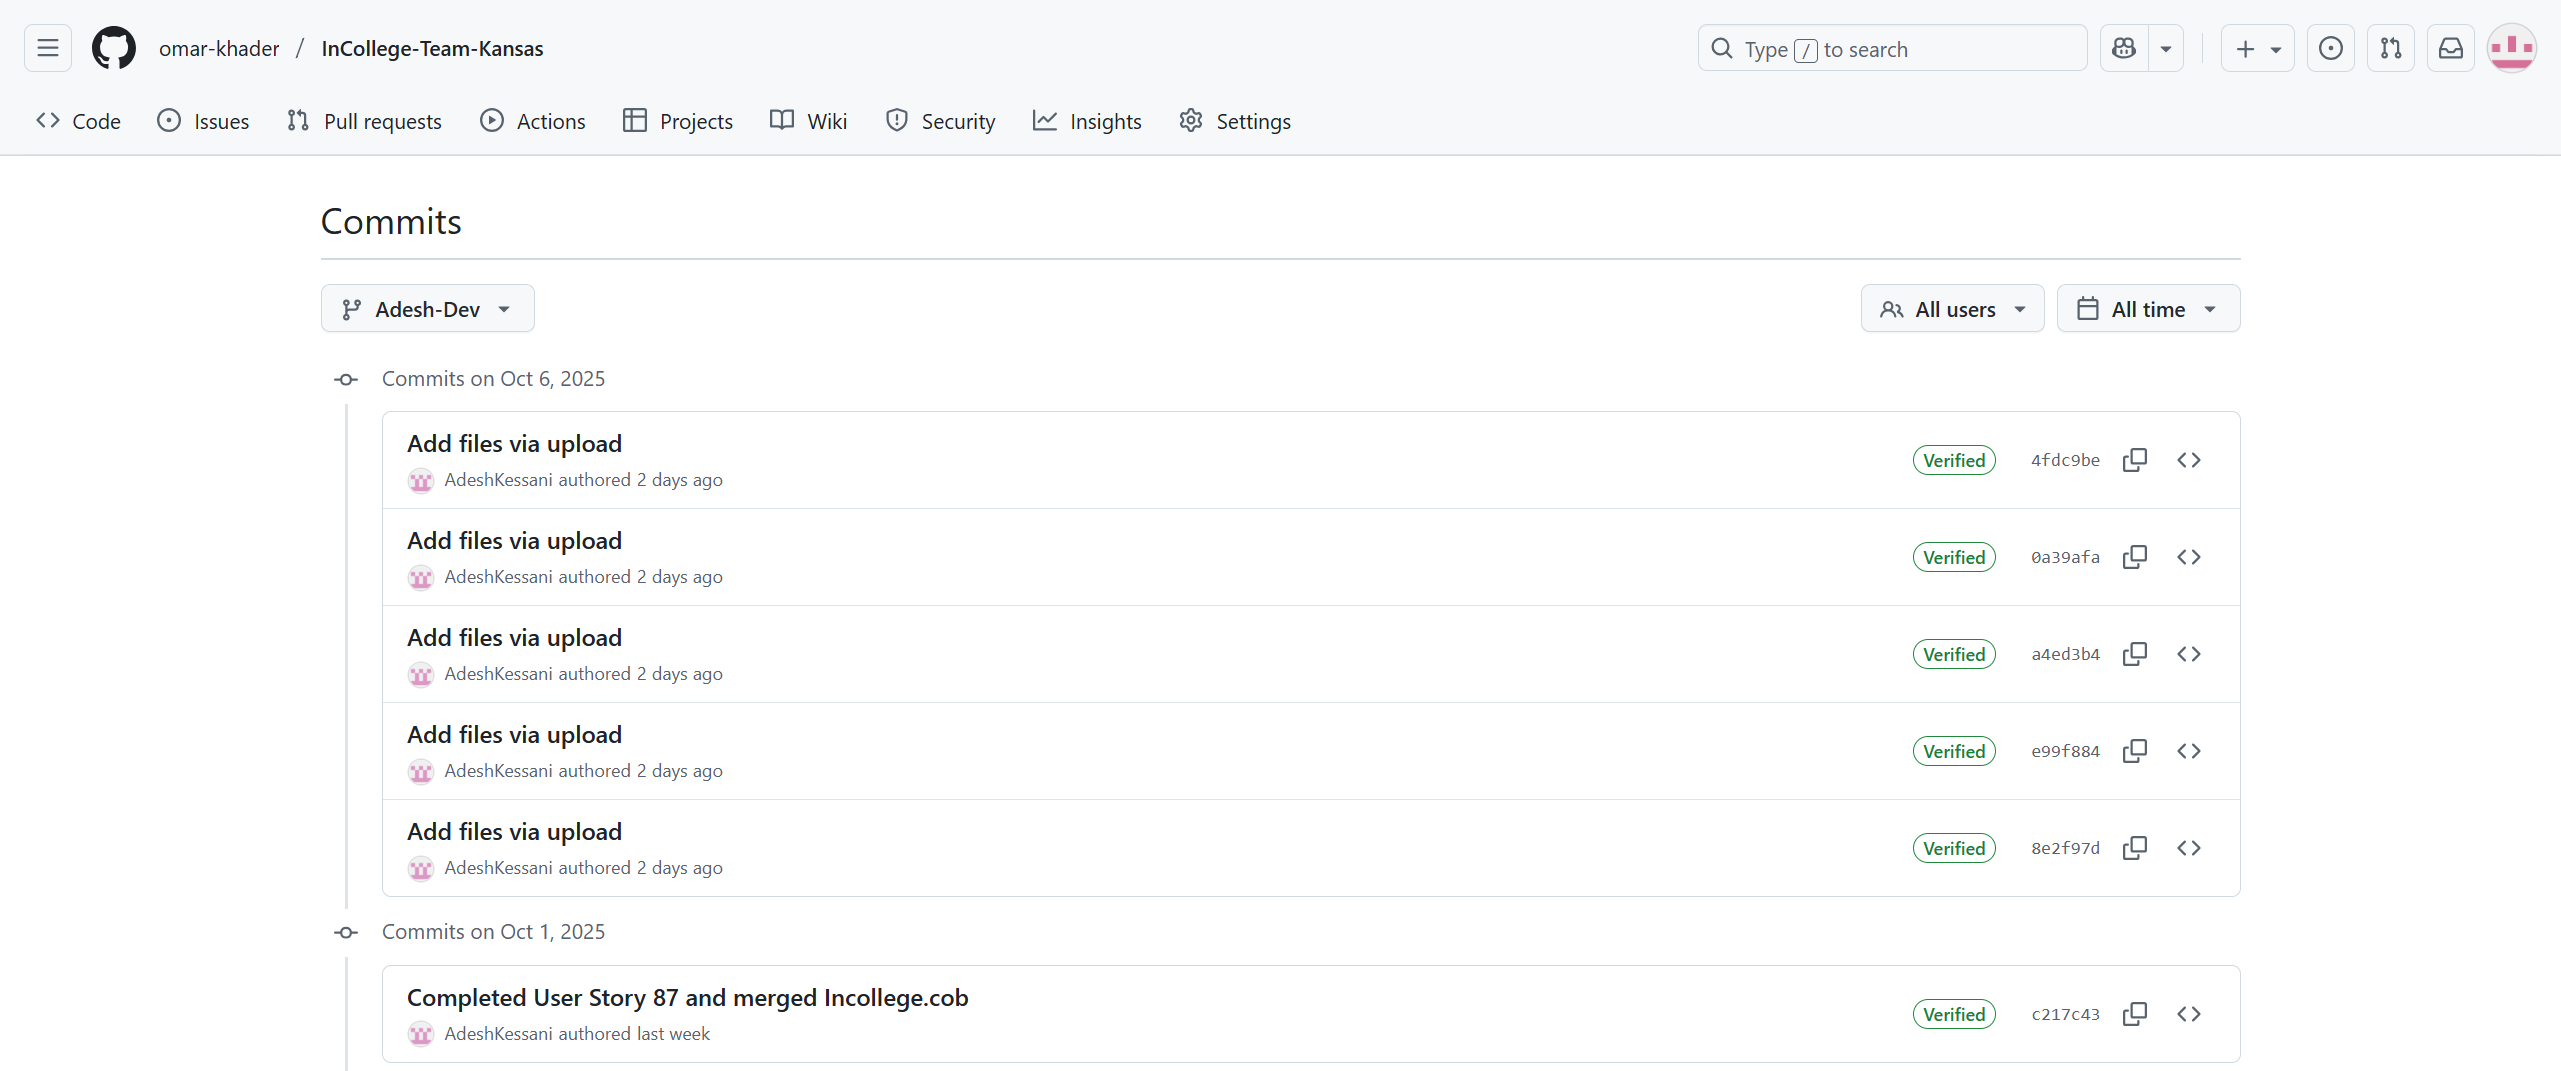 omar-khader / InCollege-Team-Kansas
Type / to search
Code Issues Pull requests Actions Projects Wiki Security Insights Settings
Commits
Adesh-Dev All users All time
Commits on Oct 6, 2025
Add files via upload
AdeshKessani authored 2 days ago
Verified 4fdc9be
Add files via upload
AdeshKessani authored 2 days ago
Verified 0a39afa
Add files via upload
AdeshKessani authored 2 days ago
Verified a4ed3b4
Add files via upload
AdeshKessani authored 2 days ago
Verified e99f884
Add files via upload
AdeshKessani authored 2 days ago
Verified 8e2f97d
Commits on Oct 1, 2025
Completed User Story 87 and merged Incollege.cob
AdeshKessani authored last week
Verified c217c43